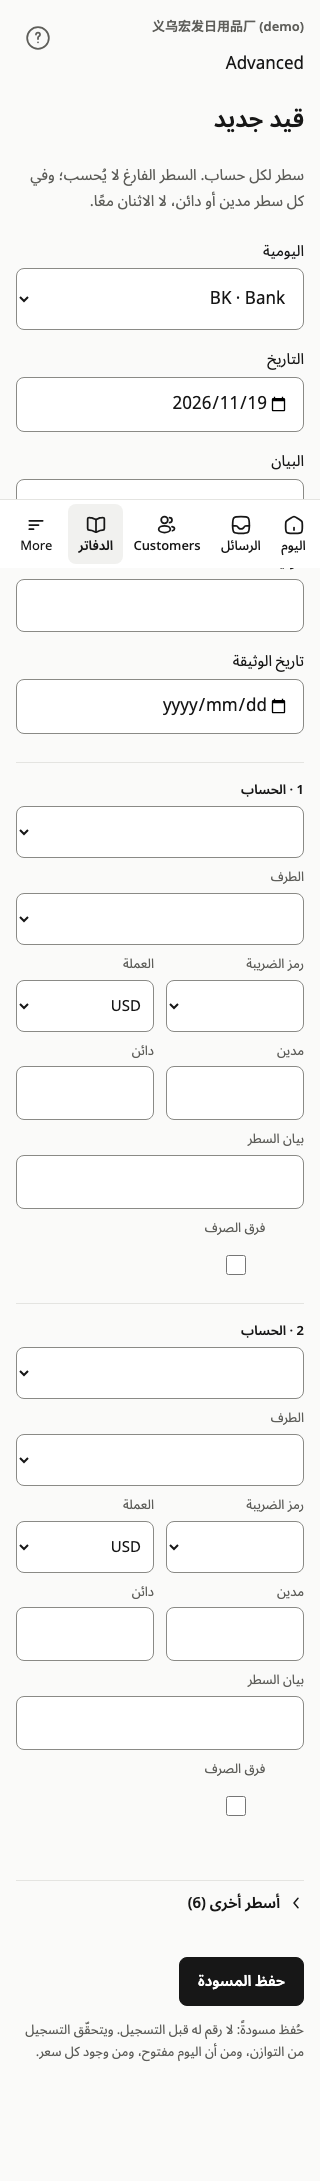 义乌宏发日用品厂 (demo)
Advanced
قيد جديد
سطر لكل حساب. السطر الفارغ لا يُحسب؛ وفي
كل سطر مدين أو دائن، لا الاثنان معًا.
اليومية
BK · Bank
التاريخ
2026/11/19
البيان
اليوم
الرسائل
Customers
الدفاتر
More
تاريخ الوثيقة
yyyy/mm/dd
1 · الحساب
الطرف
رمز الضريبة
العملة
USD
مدين
دائن
بيان السطر
فرق الصرف
2 · الحساب
الطرف
رمز الضريبة
العملة
USD
مدين
دائن
بيان السطر
فرق الصرف
أسطر أخرى (6)
حفظ المسودة
تُحفظ مسودةً: لا رقم له قبل التسجيل. ويتحقّق التسجيل
من التوازن، ومن أن اليوم مفتوح، ومن وجود كل سعر.